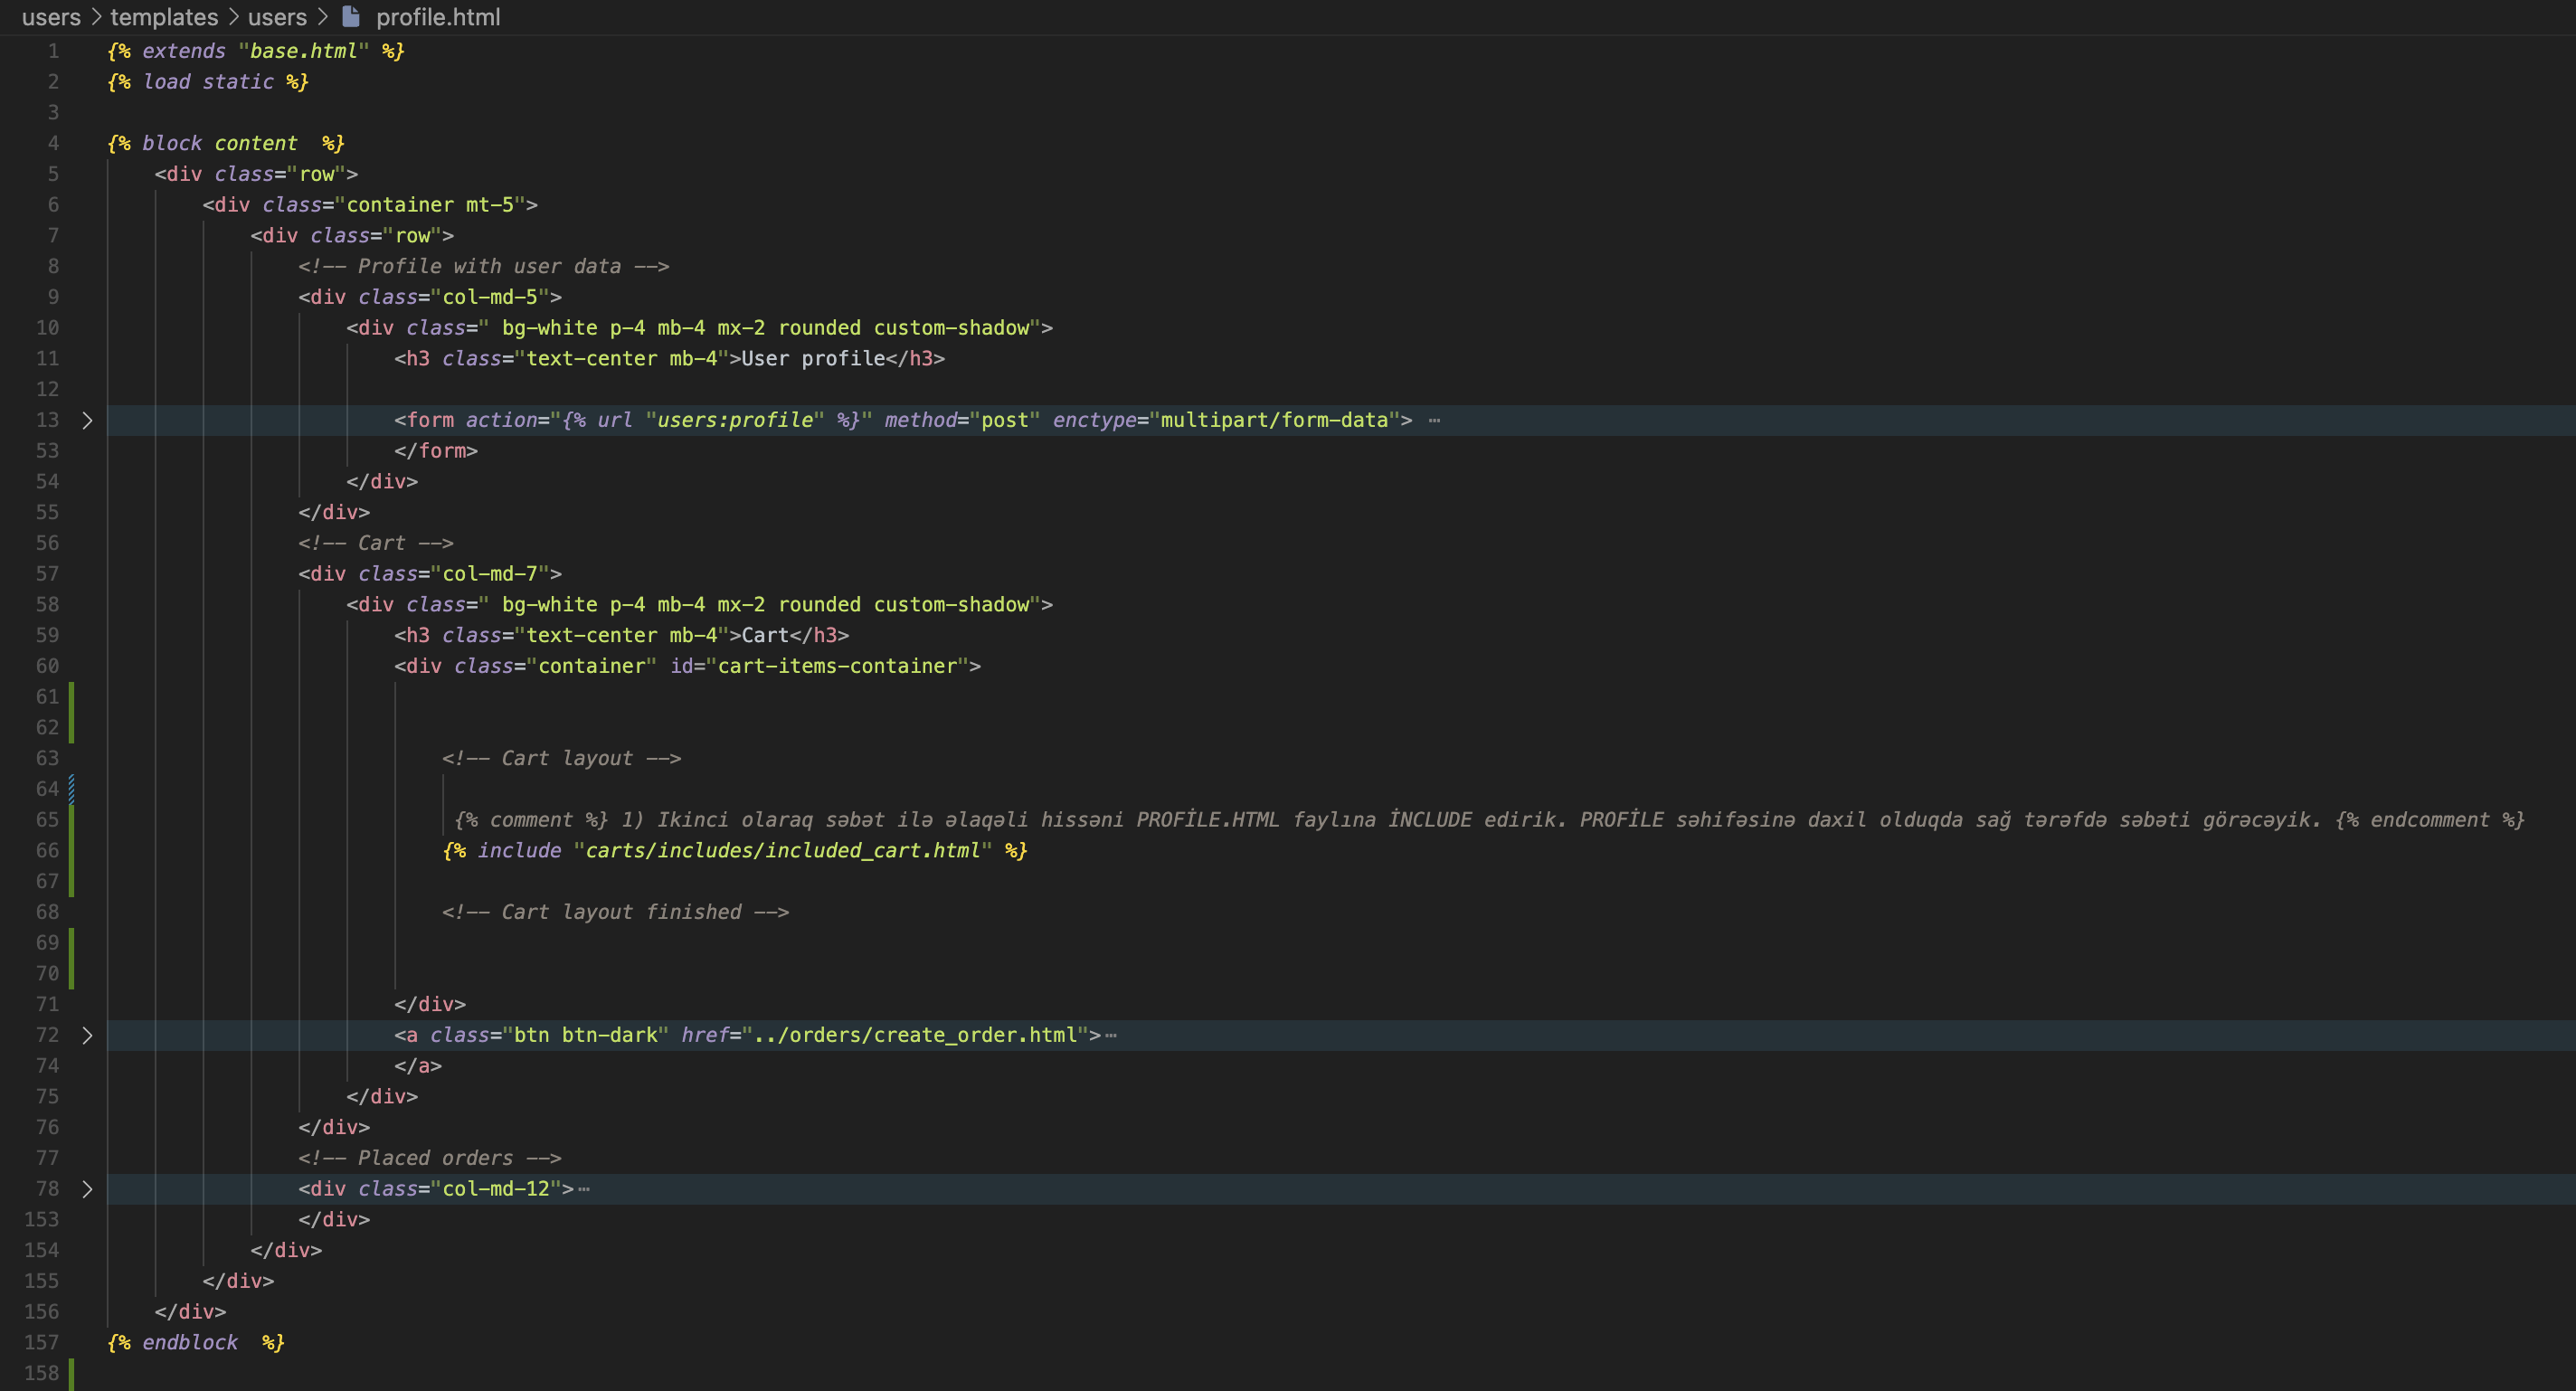 users > templates > users > profile.html
1 {% extends "base.html" %}
2 {% load static %}
3
4 {% block content  %}
5     <div class="row">
6         <div class="container mt-5">
7             <div class="row">
8                 <!-- Profile with user data -->
9                 <div class="col-md-5">
10                     <div class=" bg-white p-4 mb-4 mx-2 rounded custom-shadow">
11                         <h3 class="text-center mb-4">User profile</h3>
12
13                         <form action="{% url "users:profile" %}" method="post" enctype="multipart/form-data"> …
53                         </form>
54                     </div>
55                 </div>
56                 <!-- Cart -->
57                 <div class="col-md-7">
58                     <div class=" bg-white p-4 mb-4 mx-2 rounded custom-shadow">
59                         <h3 class="text-center mb-4">Cart</h3>
60                         <div class="container" id="cart-items-container">
61
62
63                             <!-- Cart layout -->
64
65                              {% comment %} 1) Ikinci olaraq səbət ilə əlaqəli hissəni PROFİLE.HTML faylına İNCLUDE edirik. PROFİLE səhifəsinə daxil olduqda sağ tərəfdə səbəti görəcəyik. {% endcomment %}
66                             {% include "carts/includes/included_cart.html" %}
67
68                             <!-- Cart layout finished -->
69
70
71                         </div>
72                         <a class="btn btn-dark" href="../orders/create_order.html">…
74                         </a>
75                     </div>
76                 </div>
77                 <!-- Placed orders -->
78                 <div class="col-md-12">…
153                 </div>
154             </div>
155         </div>
156     </div>
157 {% endblock  %}
158